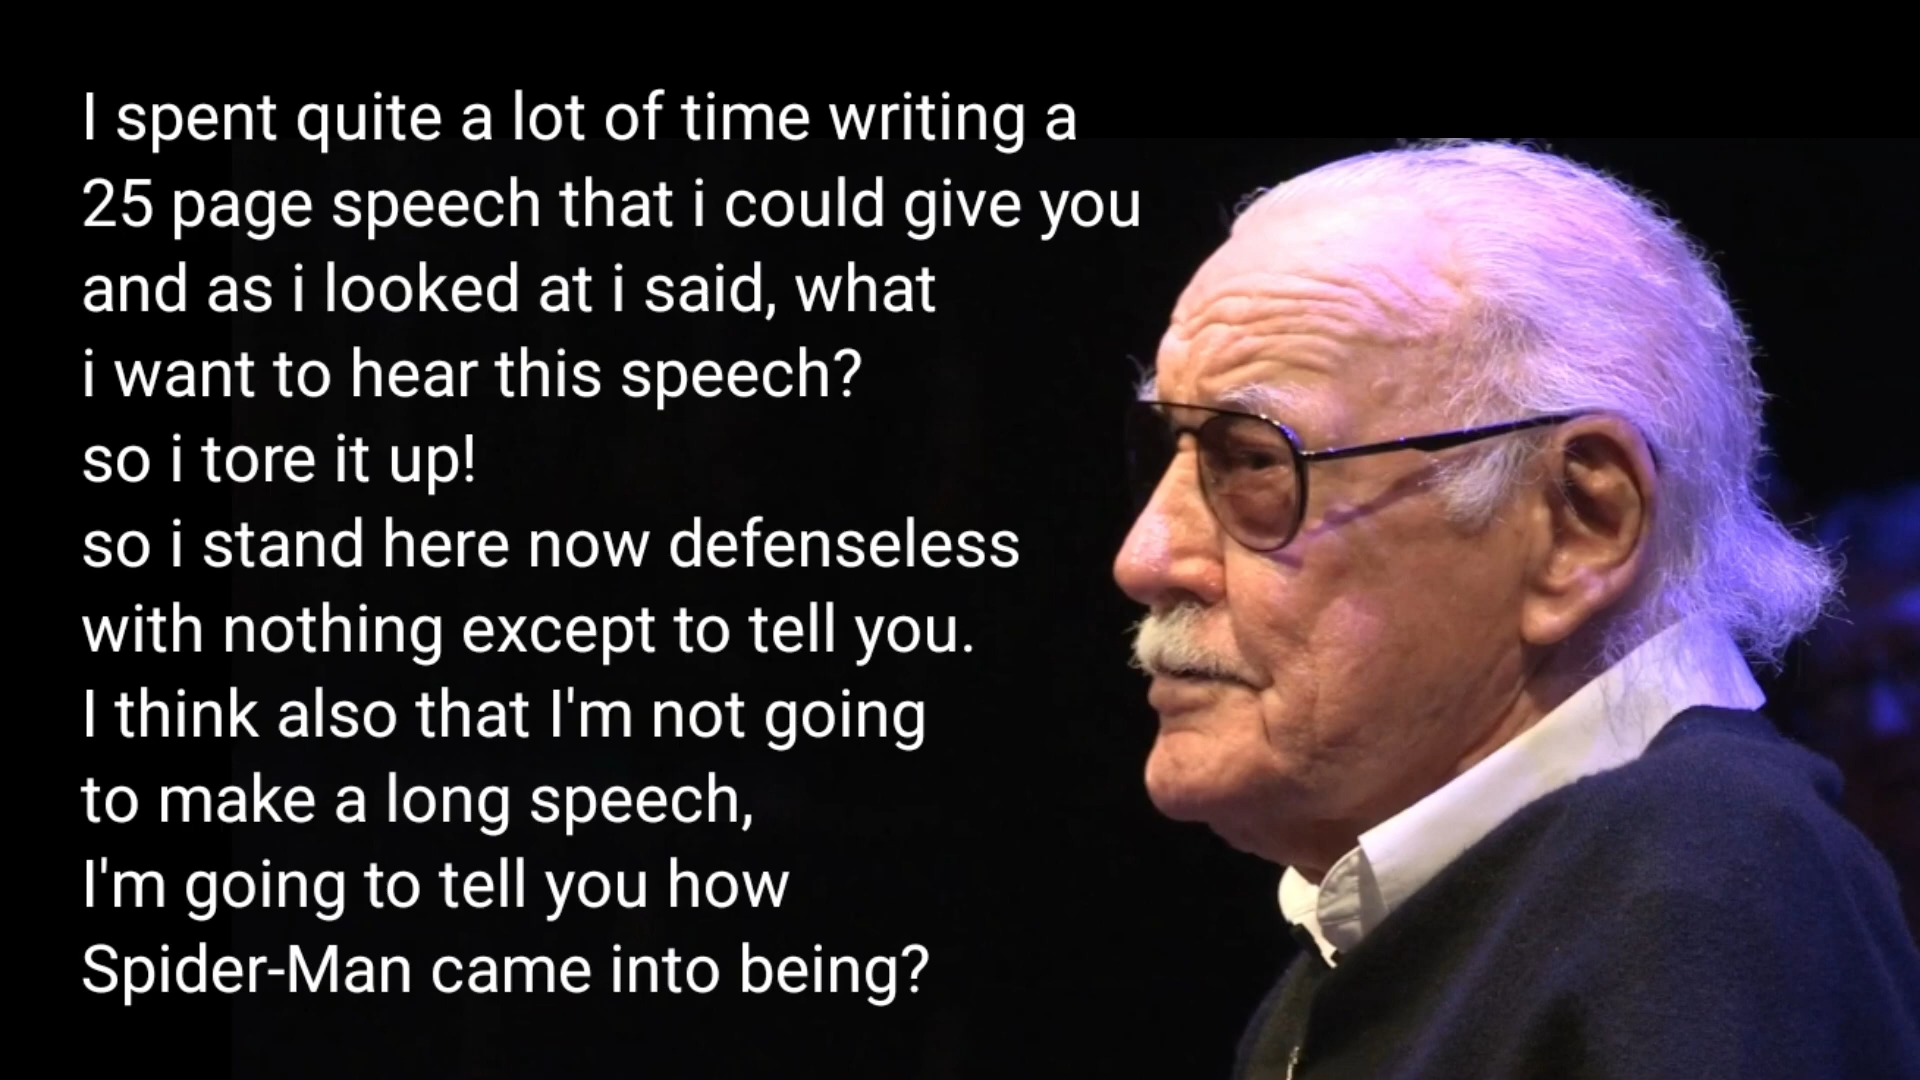 I spent quite a lot of time writing a
25 page speech that i could give you
and as i looked at i said, what
i want to hear this speech?
so i tore it up!
so i stand here now defenseless
with nothing except to tell you.
I think also that I'm not going
to make a long speech,
I'm going to tell you how
Spider-Man came into being?